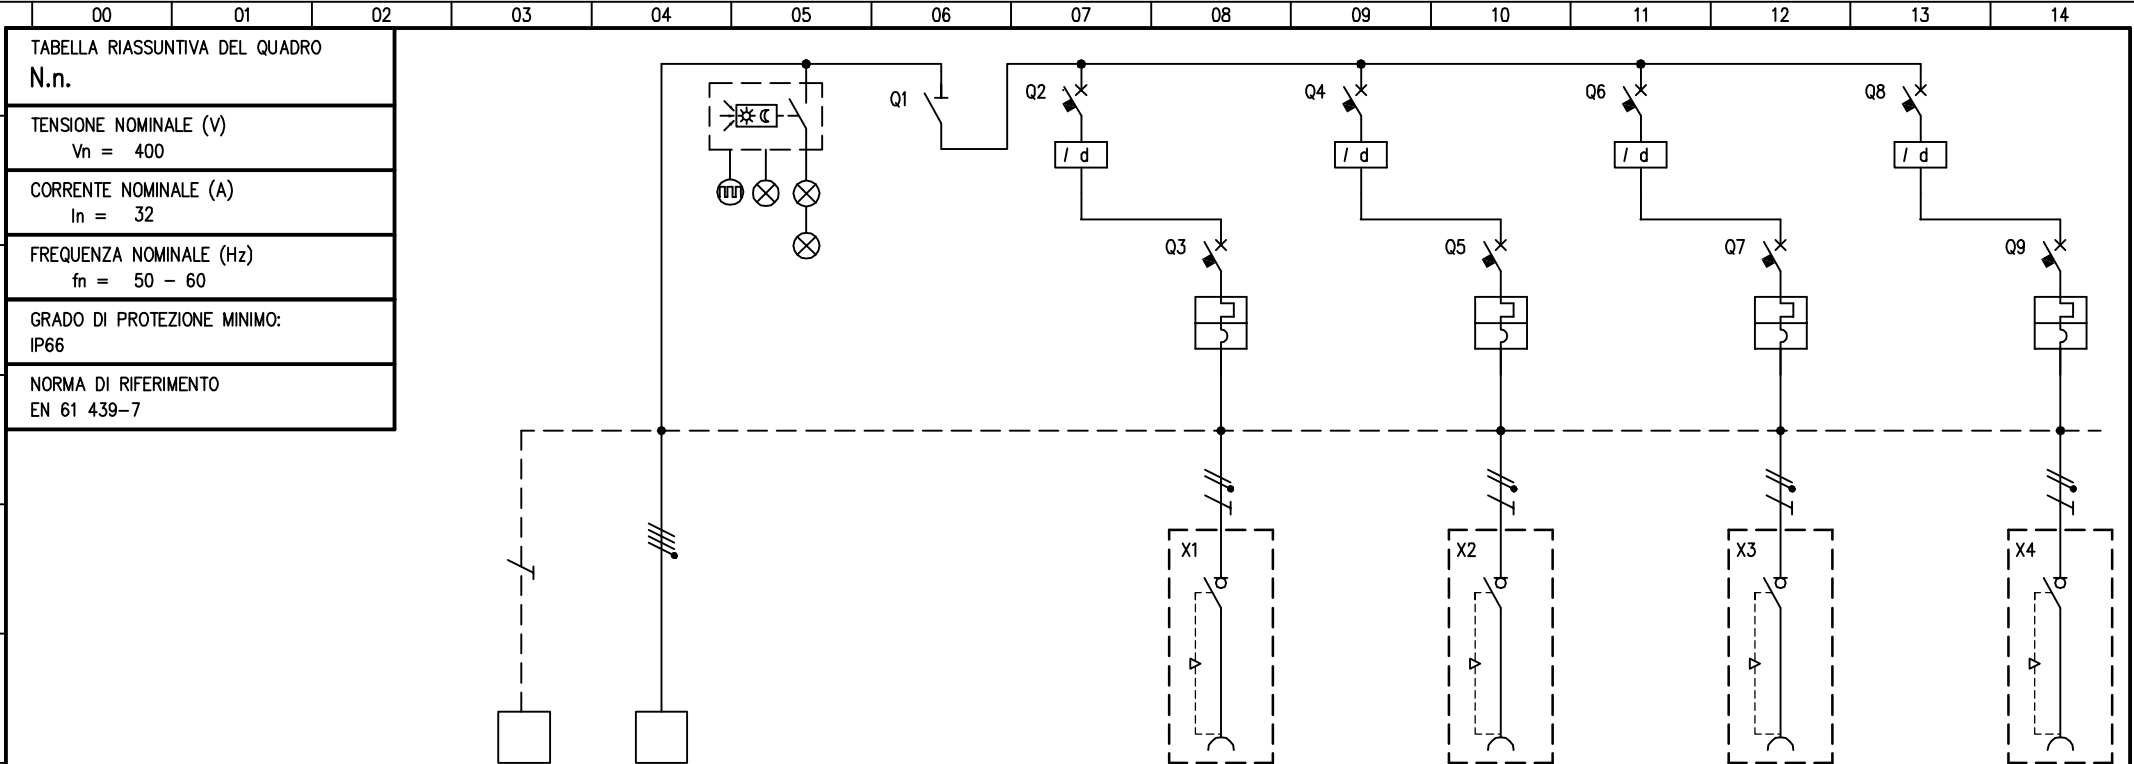 00 01 02 03 04 05 06 07 08 09 10 11 12 13 14
TABELLA RIASSUNTIVA DEL QUADRO
N.n.
TENSIONE NOMINALE (V)
Vn = 400
CORRENTE NOMINALE (A)
In = 32
FREQUENZA NOMINALE (Hz)
fn = 50 - 60
GRADO DI PROTEZIONE MINIMO:
IP66
NORMA DI RIFERIMENTO
EN 61 439-7
Q1 Q2 Q4 Q6 Q8
I d I d I d I d
Q3 Q5 Q7 Q9
X1 X2 X3 X4